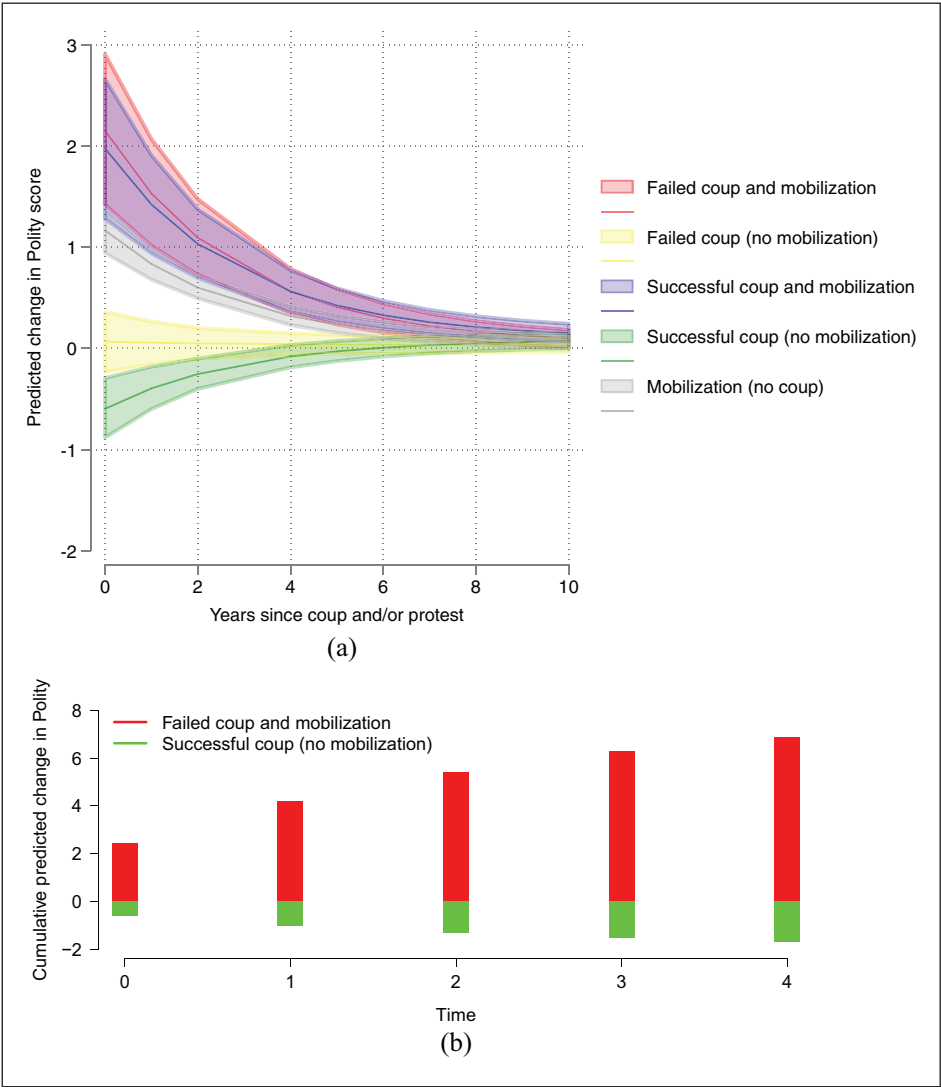 3
2
1
0
-1
-2
Predicted change in Polity score
0 2 4 6 8 10
Years since coup and/or protest
Failed coup and mobilization
Failed coup (no mobilization)
Successful coup and mobilization
Successful coup (no mobilization)
Mobilization (no coup)
(a)
Cumulative predicted change in Polity
8
6
4
2
0
−2
Failed coup and mobilization
Successful coup (no mobilization)
0 1 2 3 4
Time
(b)